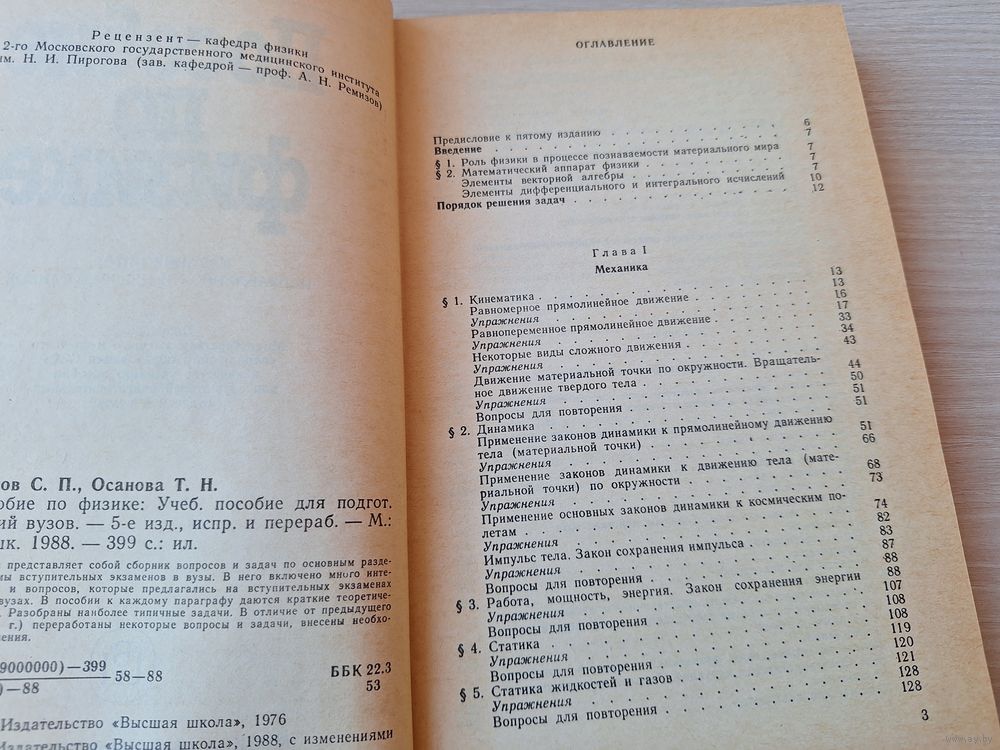 Рецензент — кафедра физики
2-го Московского государственного медицинского института
им. Н. И. Пирогова (зав. кафедрой — проф. А. Н. Ремизов)
ов С. П., Осанова Т. Н.
обие по физике: Учеб. пособие для подгот.
ий вузов. — 5-е изд., испр. и перераб. — М.:
шк. 1988. — 399 с.: ил.
представляет собой сборник вопросов и задач по основным разде-
мы вступительных экзаменов в вузы. В него включено много инте-
и вопросов, которые предлагались на вступительных экзаменах
вузах. В пособии к каждому параграфу даются краткие теоретиче-
. Разобраны наиболее типичные задачи. В отличие от предыдущего
г.) переработаны некоторые вопросы и задачи, внесены необхо-
ения.
9000000)—399
)—88
58—88
ББК 22.3
53
Издательство «Высшая школа», 1976
Издательство «Высшая школа», 1988, с изменениями
ОГЛАВЛЕНИЕ
Предисловие к пятому изданию . . . . . . . . . 6
Введение . . . . . . . . . 7
§ 1. Роль физики в процессе познаваемости материального мира 7
§ 2. Математический аппарат физики . . . . . . . . . 7
Элементы векторной алгебры . . . . . . . . . 7
Элементы дифференциального и интегрального исчислений 10
Порядок решения задач . . . . . . . . . 12
Глава I
Механика
§ 1. Кинематика . . . . . . . . . 13
Равномерное прямолинейное движение . . . . . . . . . 13
Упражнения . . . . . . . . . 16
Равнопеременное прямолинейное движение . . . . . . . . . 17
Упражнения . . . . . . . . . 33
Некоторые виды сложного движения . . . . . . . . . 34
Упражнения . . . . . . . . . 43
Движение материальной точки по окружности. Вращатель-
ное движение твердого тела . . . . . . . . . 44
Упражнения . . . . . . . . . 50
Вопросы для повторения . . . . . . . . . 51
§ 2. Динамика . . . . . . . . . 51
Применение законов динамики к прямолинейному движению
тела (материальной точки) . . . . . . . . . 51
Упражнения . . . . . . . . . 66
Применение законов динамики к движению тела (мате-
риальной точки) по окружности . . . . . . . . . 68
Упражнения . . . . . . . . . 73
Применение основных законов динамики к космическим по-
летам . . . . . . . . . 74
Упражнения . . . . . . . . . 82
Импульс тела. Закон сохранения импульса . . . . . . . . . 83
Упражнения . . . . . . . . . 87
Вопросы для повторения . . . . . . . . . 88
§ 3. Работа, мощность, энергия. Закон сохранения энергии 88
Упражнения . . . . . . . . . 107
Вопросы для повторения . . . . . . . . . 108
§ 4. Статика . . . . . . . . . 108
Упражнения . . . . . . . . . 119
Вопросы для повторения . . . . . . . . . 120
§ 5. Статика жидкостей и газов . . . . . . . . . 121
Упражнения . . . . . . . . . 128
Вопросы для повторения . . . . . . . . . 128
3
www.ay.by